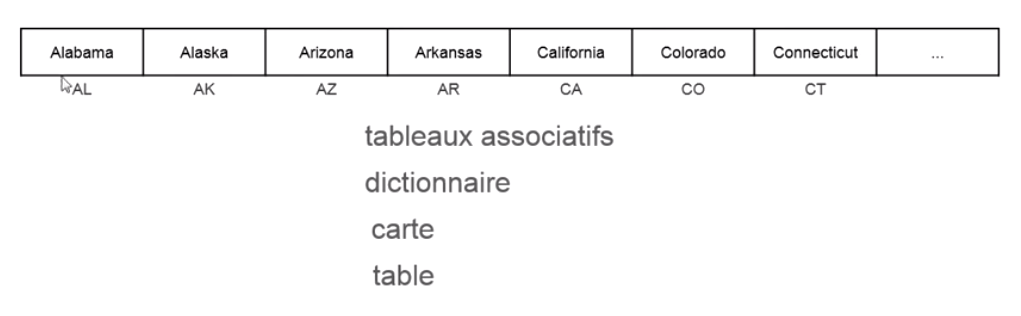 Alabama Alaska Arizona Arkansas California Colorado Connecticut ...
AL AK AZ AR CA CO CT
tableaux associatifs
dictionnaire
carte
table